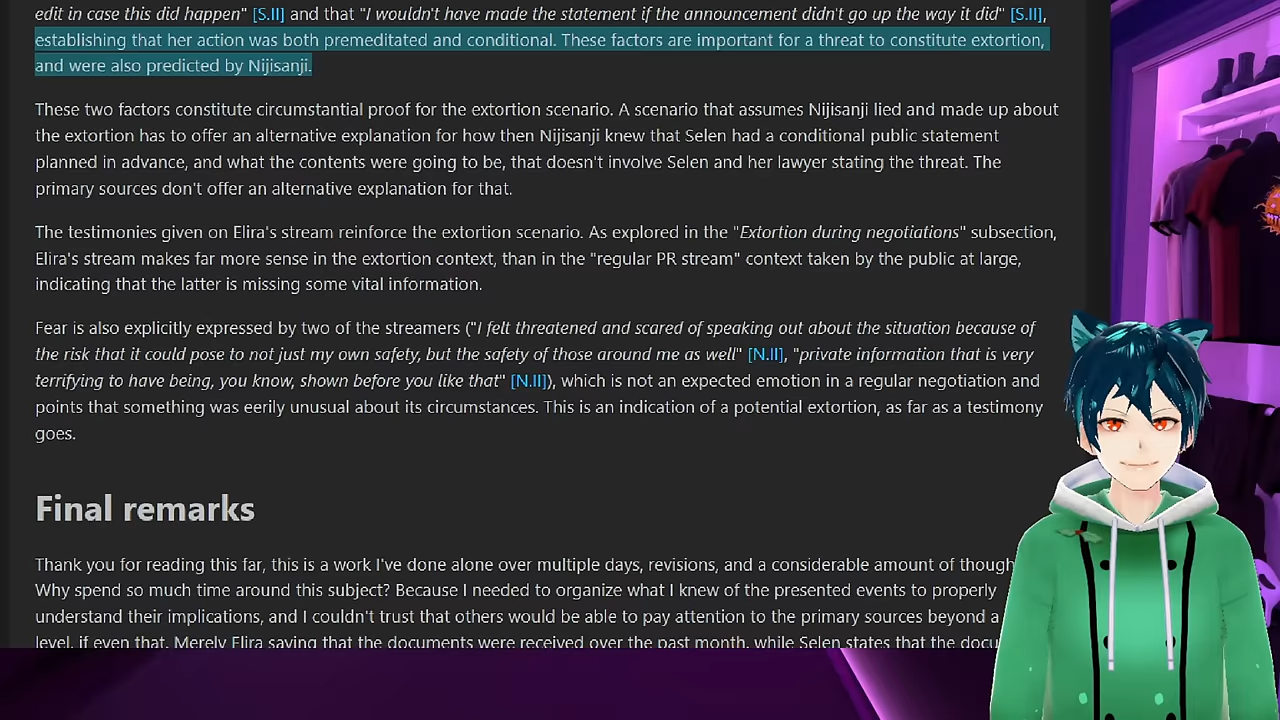 edit in case this did happen" [S.II] and that "I wouldn't have made the statement if the announcement didn't go up the way it did" [S.II],
establishing that her action was both premeditated and conditional. These factors are important for a threat to constitute extortion,
and were also predicted by Nijisanji.
These two factors constitute circumstantial proof for the extortion scenario. A scenario that assumes Nijisanji lied and made up about
the extortion has to offer an alternative explanation for how then Nijisanji knew that Selen had a conditional public statement
planned in advance, and what the contents were going to be, that doesn't involve Selen and her lawyer stating the threat. The
primary sources don't offer an alternative explanation for that.
The testimonies given on Elira's stream reinforce the extortion scenario. As explored in the "Extortion during negotiations" subsection,
Elira's stream makes far more sense in the extortion context, than in the "regular PR stream" context taken by the public at large,
indicating that the latter is missing some vital information.
Fear is also explicitly expressed by two of the streamers ("I felt threatened and scared of speaking out about the situation because of
the risk that it could pose to not just my own safety, but the safety of those around me as well" [N.II], "private information that is very
terrifying to have being, you know, shown before you like that" [N.II]), which is not an expected emotion in a regular negotiation and
points that something was eerily unusual about its circumstances. This is an indication of a potential extortion, as far as a testimony
goes.
Final remarks
Thank you for reading this far, this is a work I've done alone over multiple days, revisions, and a considerable amount of though
Why spend so much time around this subject? Because I needed to organize what I knew of the presented events to properly
understand their implications, and I couldn't trust that others would be able to pay attention to the primary sources beyond a
level, if even that. Merely Elira saying that the documents were received over the past month, while Selen states that the docu